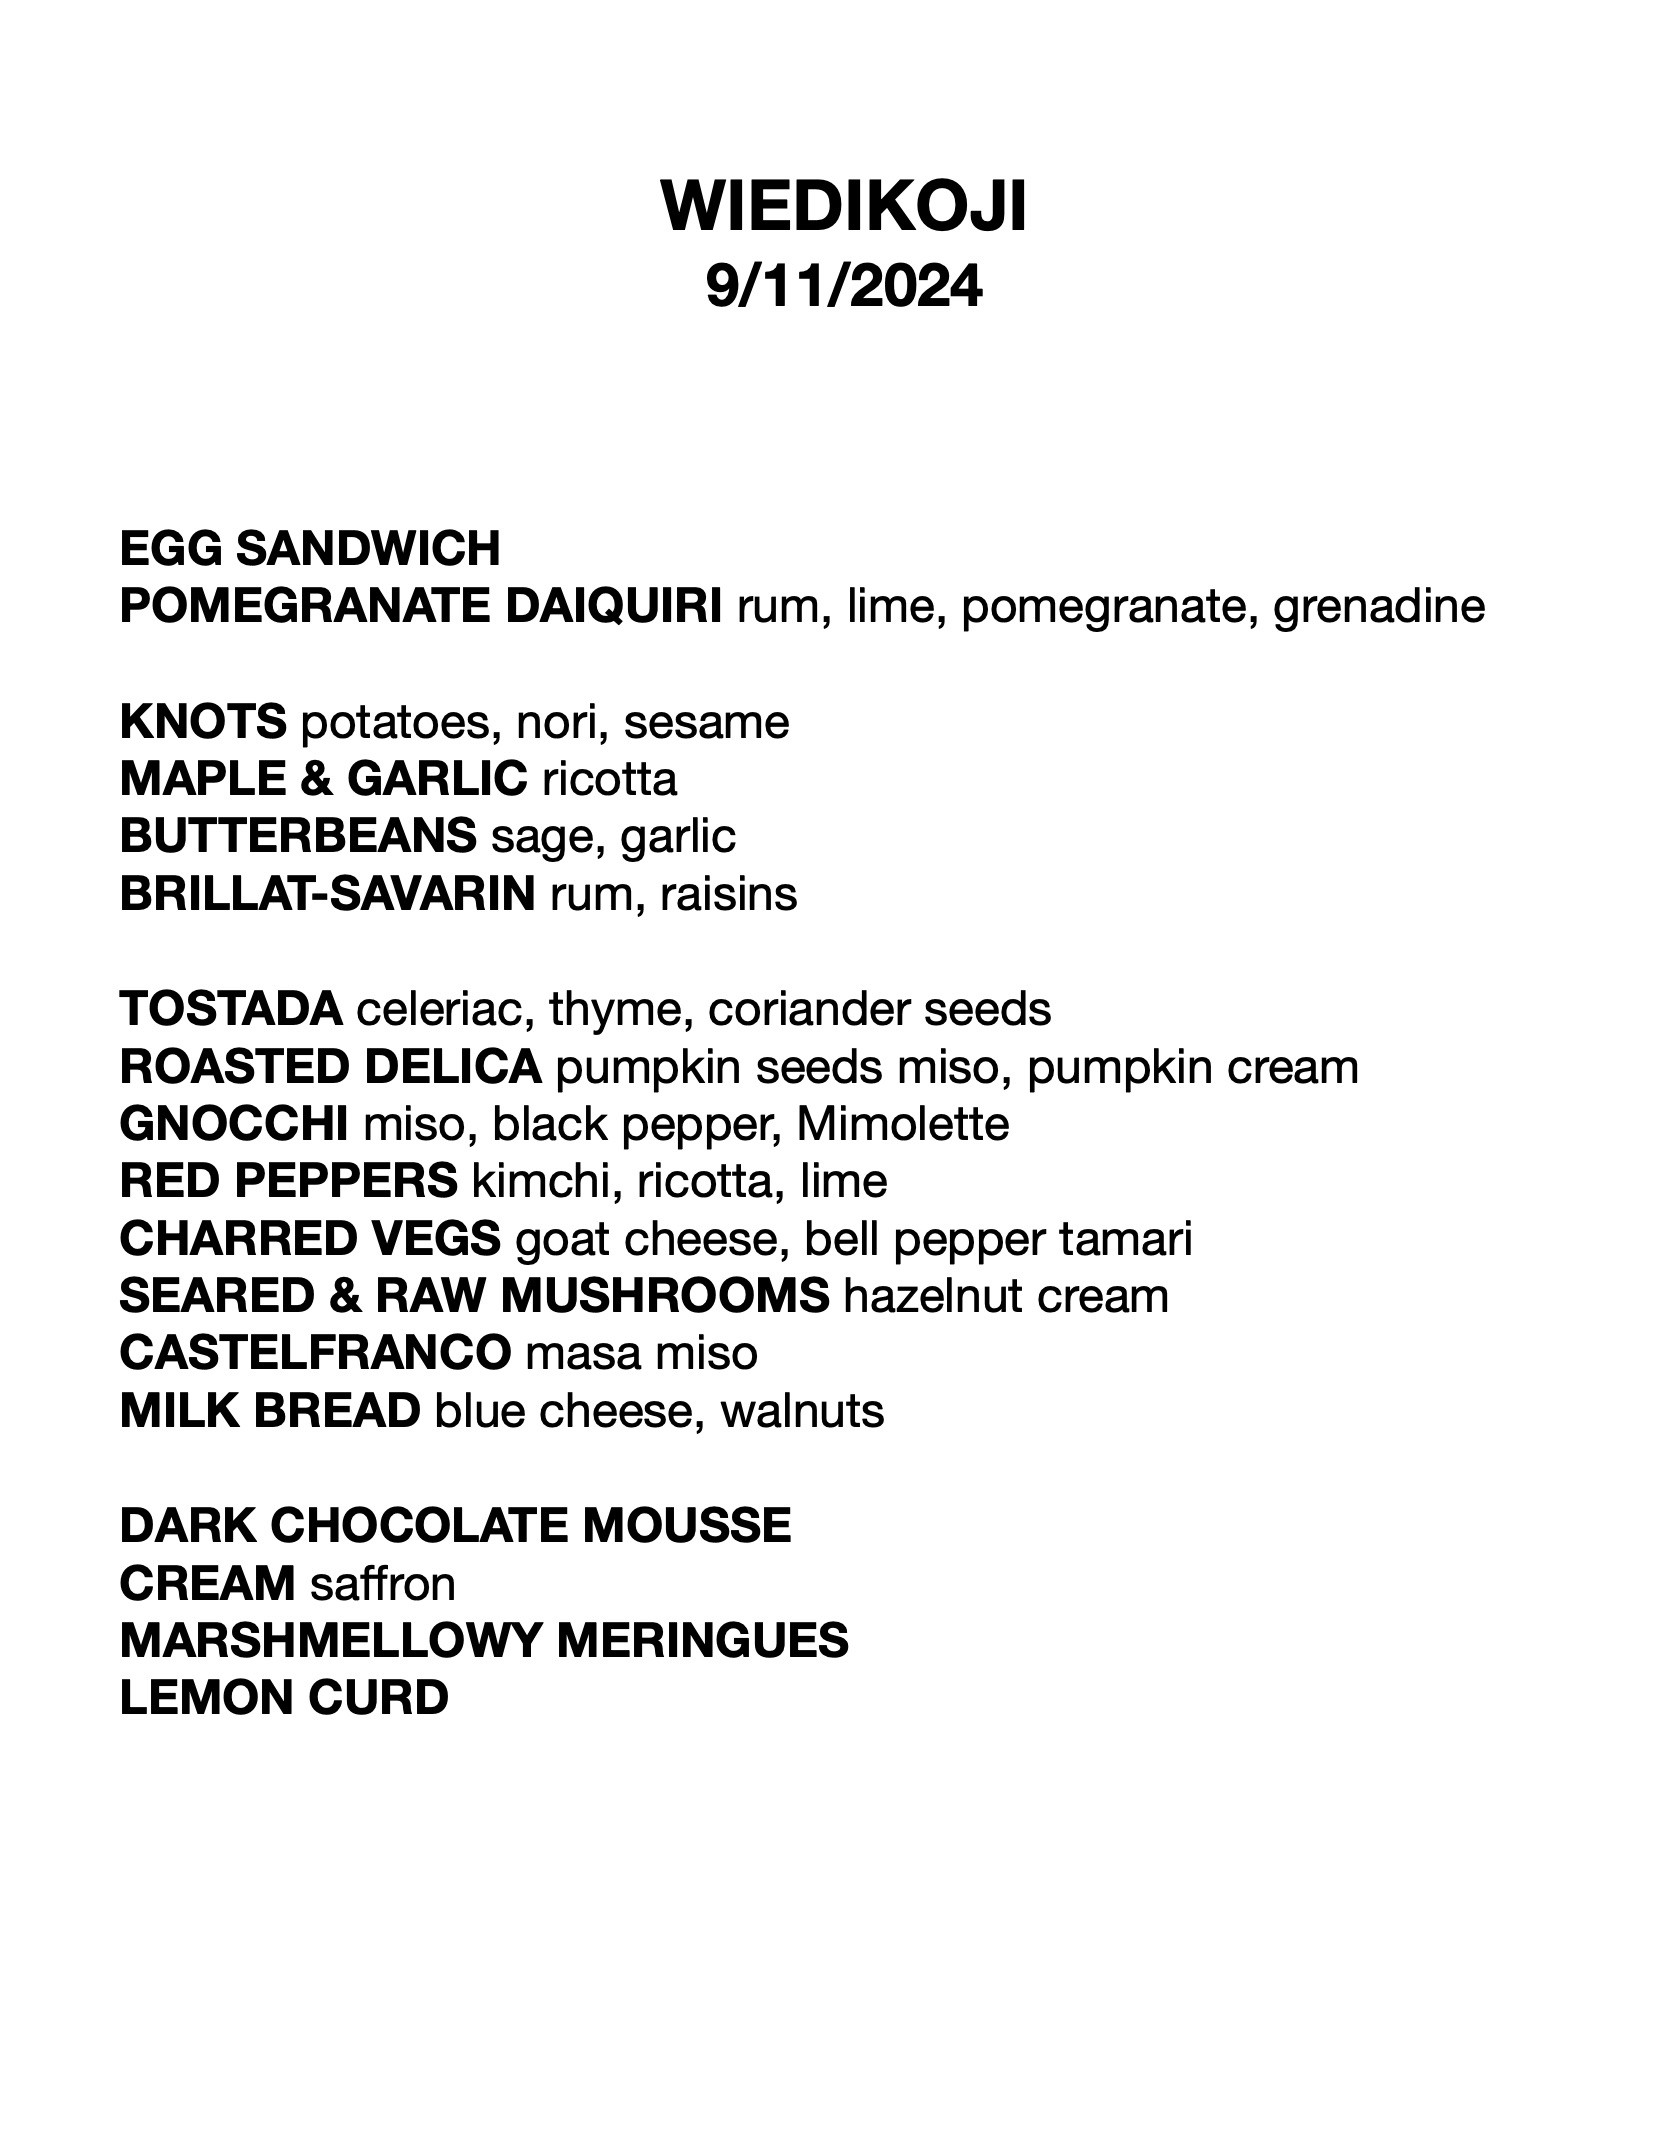 WIEDIKOJI
9/11/2024
EGG SANDWICH
POMEGRANATE DAIQUIRI rum, lime, pomegranate, grenadine
KNOTS potatoes, nori, sesame
MAPLE & GARLIC ricotta
BUTTERBEANS sage, garlic
BRILLAT-SAVARIN rum, raisins
TOSTADA celeriac, thyme, coriander seeds
ROASTED DELICA pumpkin seeds miso, pumpkin cream
GNOCCHI miso, black pepper, Mimolette
RED PEPPERS kimchi, ricotta, lime
CHARRED VEGS goat cheese, bell pepper tamari
SEARED & RAW MUSHROOMS hazelnut cream
CASTELFRANCO masa miso
MILK BREAD blue cheese, walnuts
DARK CHOCOLATE MOUSSE
CREAM saffron
MARSHMELLOWY MERINGUES
LEMON CURD